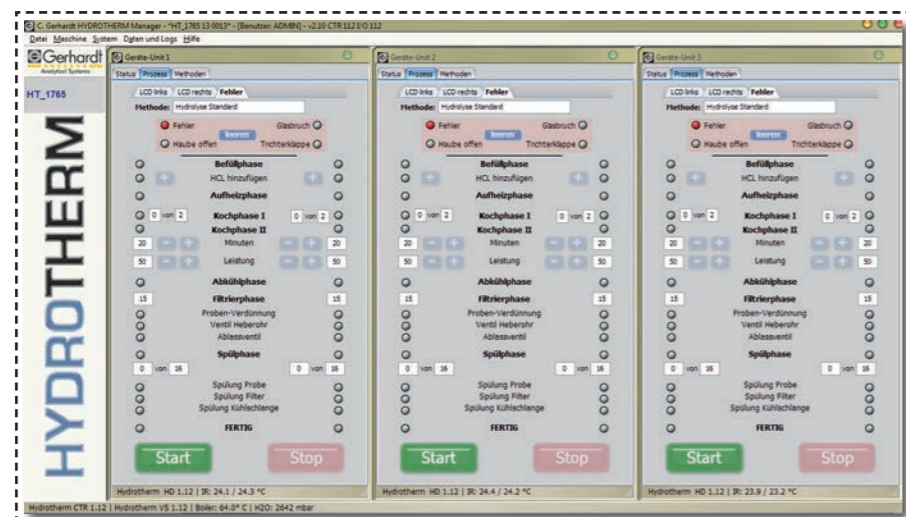 C. Gerhardt HYDROTHERM Manager - "HT_1765 13 0013" - [Benutzer: ADMIN] - v2.10 CTR 112 I/O 112
Datei Maschine System Daten und Logs Hilfe
Gerhardt
Analytical Systems
HT_1765
HYDROTHERM
Geräte-Unit 1
Status Prozess Methoden
LCD links LCD rechts Fehler
Methode: Hydrolyse Standard
Fehler leeren Glasbruch
Haube offen Trichterklappe
Befüllphase
+ HCL hinzufügen +
Aufheizphase
0 von 2 Kochphase I 0 von 2
Kochphase II
20 - + Minuten - + 20
50 - + Leistung - + 50
Abkühlphase
15 Filtrierphase 15
Proben-Verdünnung
Ventil Heberohr
Ablassventil
Spülphase
0 von 16 0 von 16
Spülung Probe
Spülung Filter
Spülung Kühlschlange
FERTIG
Start Stop
Hydrotherm HD 1.12 | IR: 24.1 / 24.3 °C
Geräte-Unit 2
Status Prozess Methoden
LCD links LCD rechts Fehler
Methode: Hydrolyse Standard
Fehler leeren Glasbruch
Haube offen Trichterklappe
Befüllphase
+ HCL hinzufügen +
Aufheizphase
0 von 2 Kochphase I 0 von 2
Kochphase II
20 - + Minuten - + 20
50 - + Leistung - + 50
Abkühlphase
15 Filtrierphase 15
Proben-Verdünnung
Ventil Heberohr
Ablassventil
Spülphase
0 von 16 0 von 16
Spülung Probe
Spülung Filter
Spülung Kühlschlange
FERTIG
Start Stop
Hydrotherm HD 1.12 | IR: 24.4 / 24.2 °C
Geräte-Unit 3
Status Prozess Methoden
LCD links LCD rechts Fehler
Methode: Hydrolyse Standard
Fehler leeren Glasbruch
Haube offen Trichterklappe
Befüllphase
+ HCL hinzufügen +
Aufheizphase
0 von 2 Kochphase I 0 von 2
Kochphase II
20 - + Minuten - + 20
50 - + Leistung - + 50
Abkühlphase
15 Filtrierphase 15
Proben-Verdünnung
Ventil Heberohr
Ablassventil
Spülphase
0 von 16 0 von 16
Spülung Probe
Spülung Filter
Spülung Kühlschlange
FERTIG
Start Stop
Hydrotherm HD 1.12 | IR: 23.9 / 23.2 °C
Hydrotherm CTR 1.12 | Hydrotherm VS 1.12 | Boiler: 64.0° C | H2O: 2642 mbar